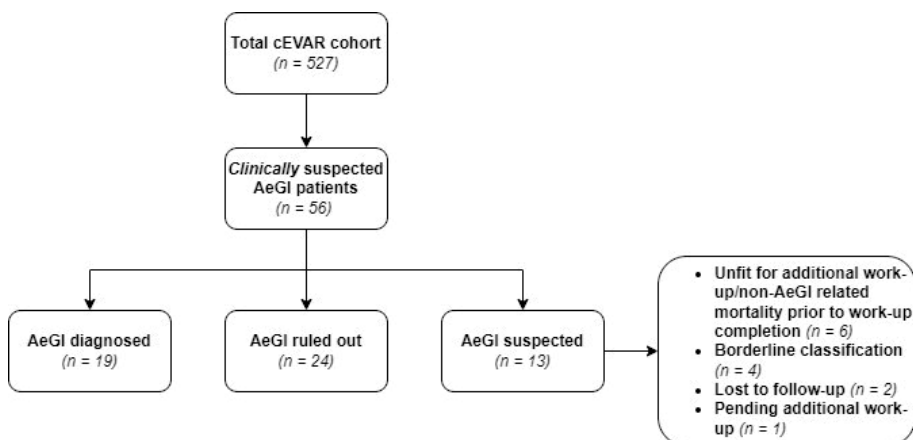 Total cEVAR cohort
(n = 527)
Clinically suspected
AeGI patients
(n = 56)
AeGI diagnosed
(n = 19)
AeGI ruled out
(n = 24)
AeGI suspected
(n = 13)
• Unfit for additional work-
up/non-AeGI related
mortality prior to work-up
completion (n = 6)
• Borderline classification
(n = 4)
• Lost to follow-up (n = 2)
• Pending additional work-
up (n = 1)